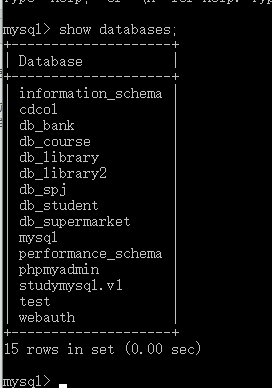 mysql> show databases;
+--------------------+
| Database           |
+--------------------+
| information_schema |
| cdcol              |
| db_bank            |
| db_course          |
| db_library         |
| db_library2        |
| db_spj             |
| db_student         |
| db_supermarket     |
| mysql              |
| performance_schema |
| phpmyadmin         |
| studymysql.v1      |
| test               |
| webauth            |
+--------------------+
15 rows in set (0.00 sec)
mysql>